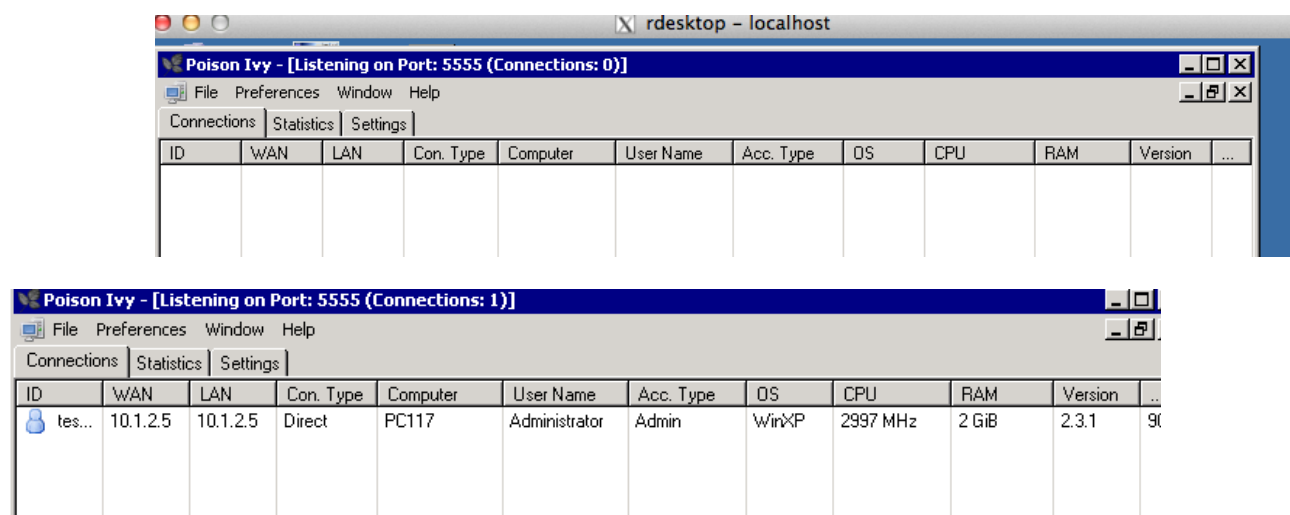 rdesktop – localhost
Poison Ivy - [Listening on Port: 5555 (Connections: 0)]
File Preferences Window Help
Connections Statistics Settings
ID WAN LAN Con. Type Computer User Name Acc. Type OS CPU RAM Version ...
Poison Ivy - [Listening on Port: 5555 (Connections: 1)]
File Preferences Window Help
Connections Statistics Settings
ID WAN LAN Con. Type Computer User Name Acc. Type OS CPU RAM Version ..
tes... 10.1.2.5 10.1.2.5 Direct PC117 Administrator Admin WinXP 2997 MHz 2 GiB 2.3.1